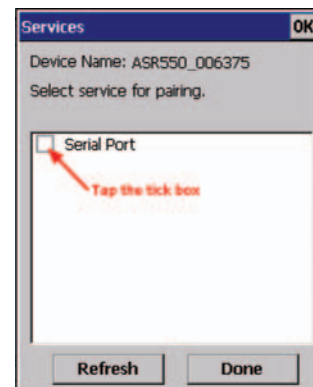 Services OK
Device Name: ASR550_006375
Select service for pairing.
Serial Port
Tap the tick box
Refresh Done